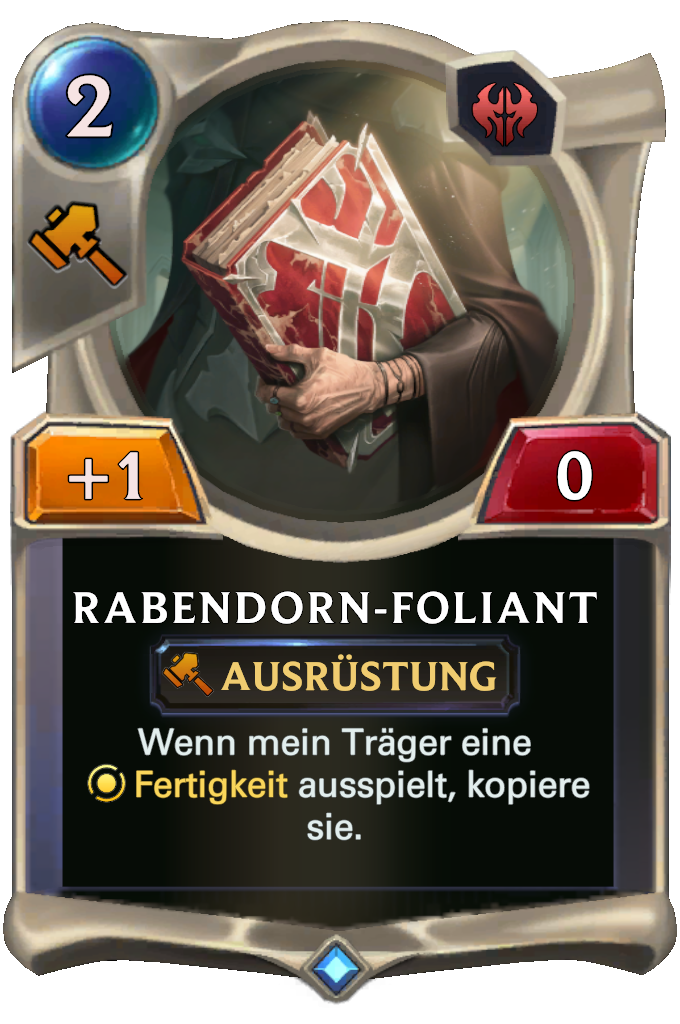 2
+1
0
RABENDORN-FOLIANT
AUSRÜSTUNG
Wenn mein Träger eine
Fertigkeit ausspielt, kopiere
sie.